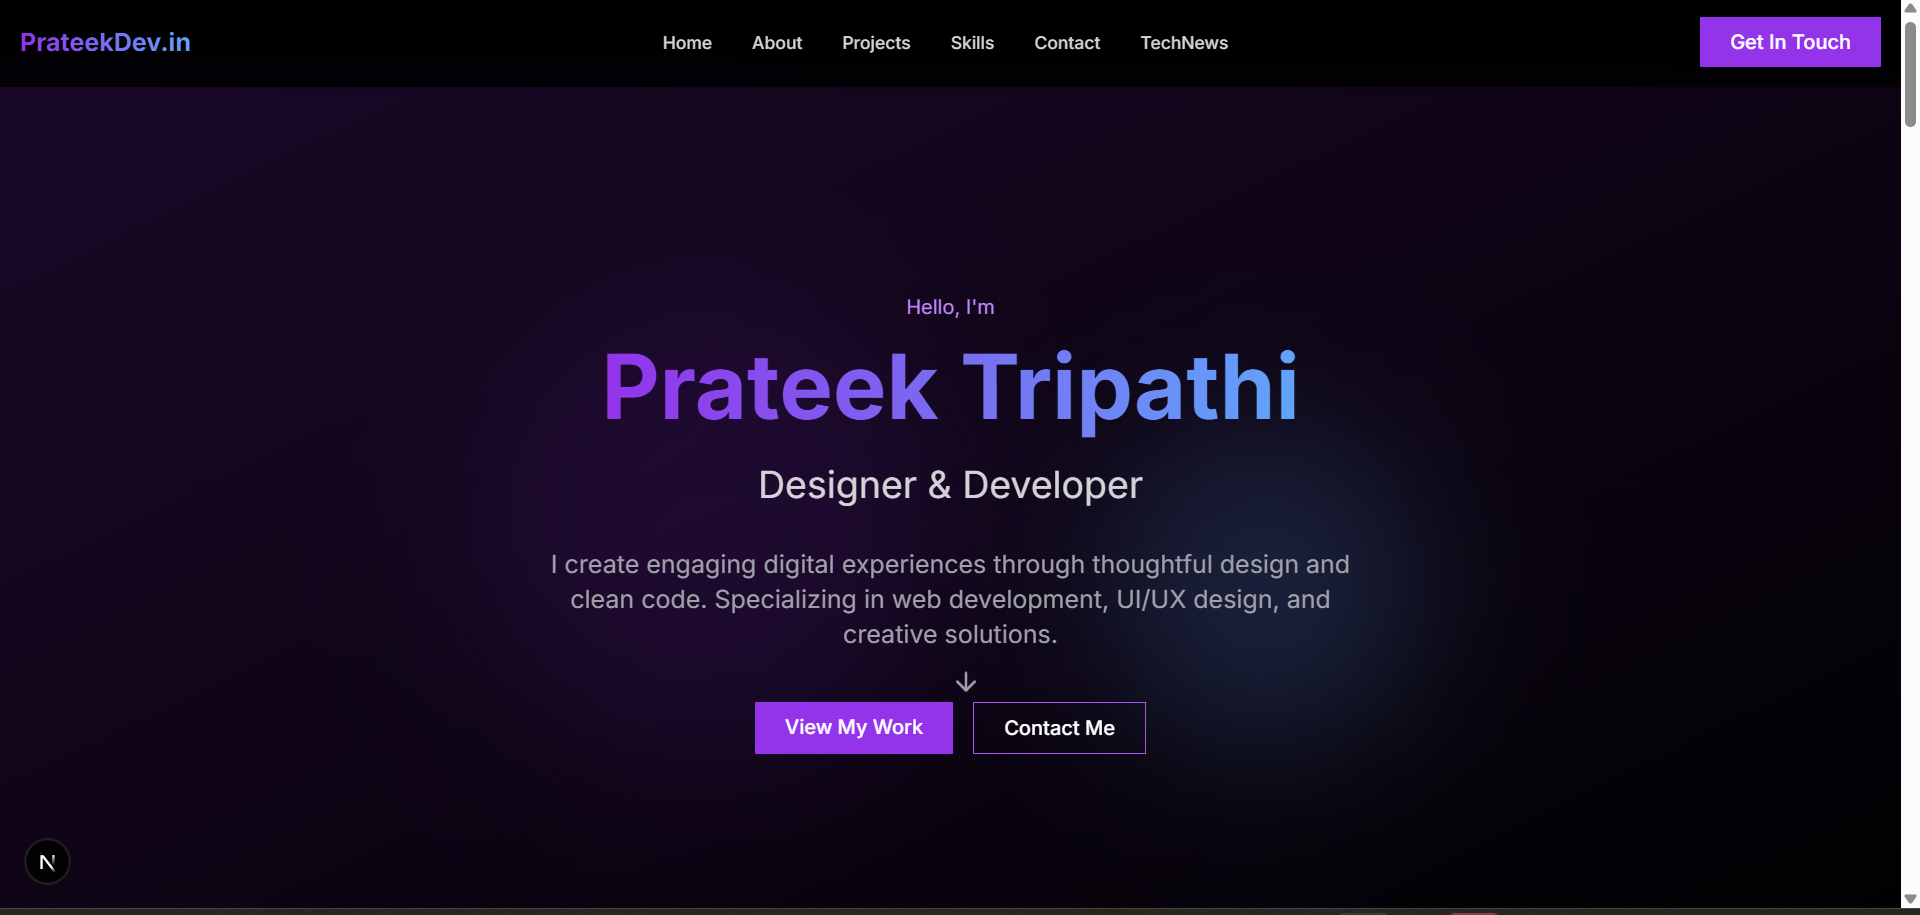 PrateekDev.in
Home About Projects Skills Contact TechNews
Get In Touch
Hello, I'm
Prateek Tripathi
Designer & Developer
I create engaging digital experiences through thoughtful design and
clean code. Specializing in web development, UI/UX design, and
creative solutions.
View My Work
Contact Me
N